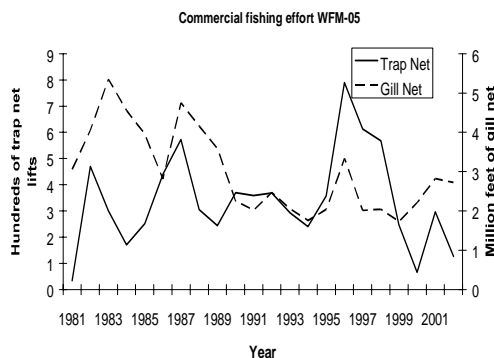 Commercial fishing effort WFM-05
Hundreds of trap net
lifts
9
8
7
6
5
4
3
2
1
0
Trap Net
Gill Net
6
5
4
3
2
1
0
Million feet of gill net
1981 1983 1985 1987 1989 1991 1993 1995 1997 1999 2001
Year